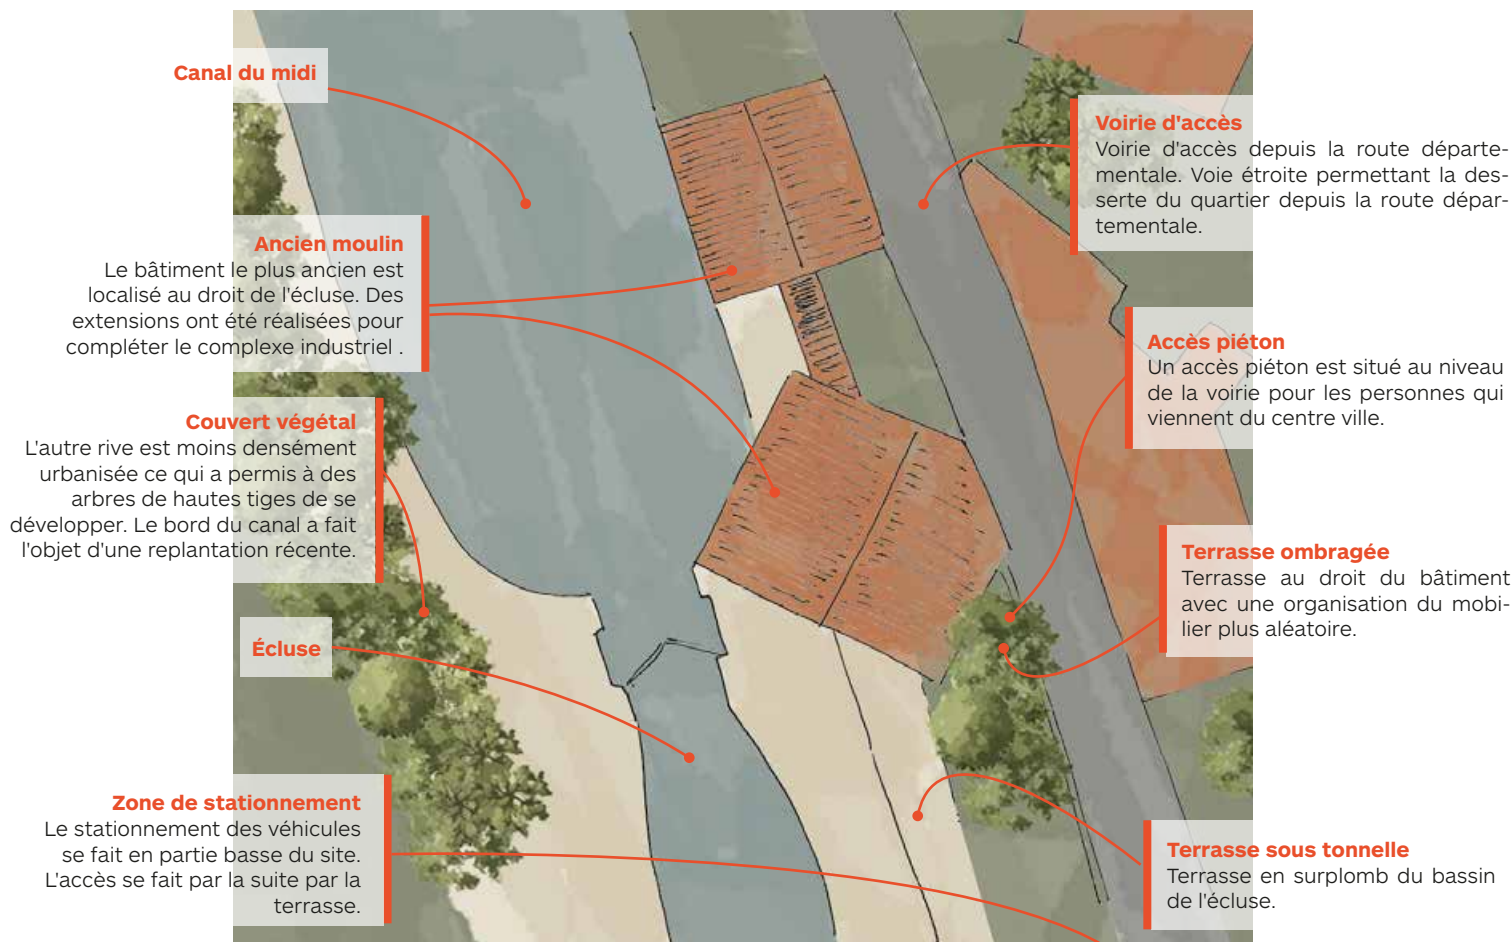 Canal du midi
Ancien moulin
Le bâtiment le plus ancien est
localisé au droit de l'écluse. Des
extensions ont été réalisées pour
compléter le complexe industriel .
Couvert végétal
L'autre rive est moins densément
urbanisée ce qui a permis à des
arbres de hautes tiges de se
développer. Le bord du canal a fait
l'objet d'une replantation récente.
Écluse
Zone de stationnement
Le stationnement des véhicules
se fait en partie basse du site.
L'accès se fait par la suite par la
terrasse.
Voirie d'accès
Voirie d'accès depuis la route départe-
mentale. Voie étroite permettant la des-
serte du quartier depuis la route dépar-
tementale.
Accès piéton
Un accès piéton est situé au niveau
de la voirie pour les personnes qui
viennent du centre ville.
Terrasse ombragée
Terrasse au droit du bâtiment
avec une organisation du mobi-
lier plus aléatoire.
Terrasse sous tonnelle
Terrasse en surplomb du bassin
de l'écluse.